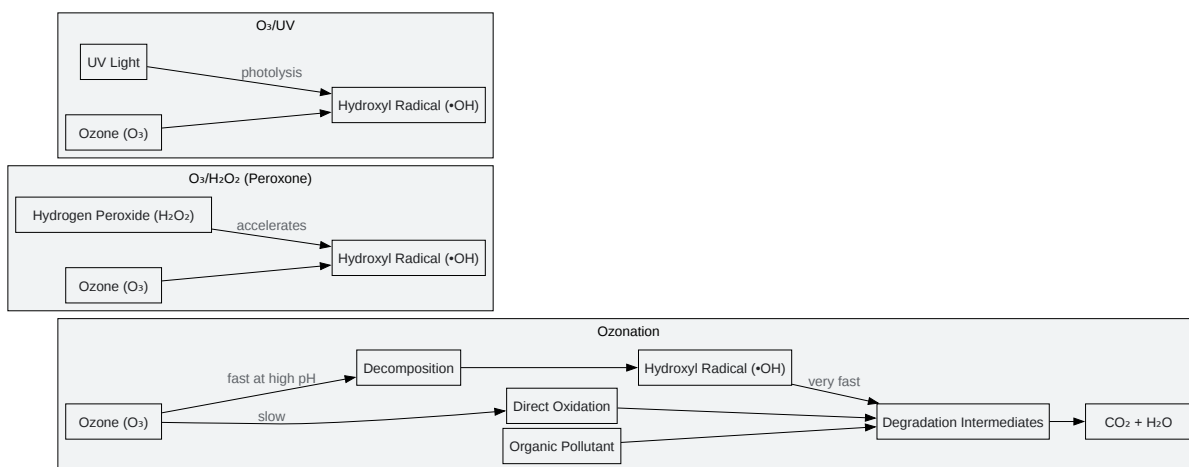 O₃/UV
UV Light
photolysis
Hydroxyl Radical (•OH)
Ozone (O₃)
O₃/H₂O₂ (Peroxone)
Hydrogen Peroxide (H₂O₂)
accelerates
Hydroxyl Radical (•OH)
Ozone (O₃)
Ozonation
Decomposition
Hydroxyl Radical (•OH)
fast at high pH
very fast
Ozone (O₃)
slow
Direct Oxidation
Degradation Intermediates
CO₂ + H₂O
Organic Pollutant